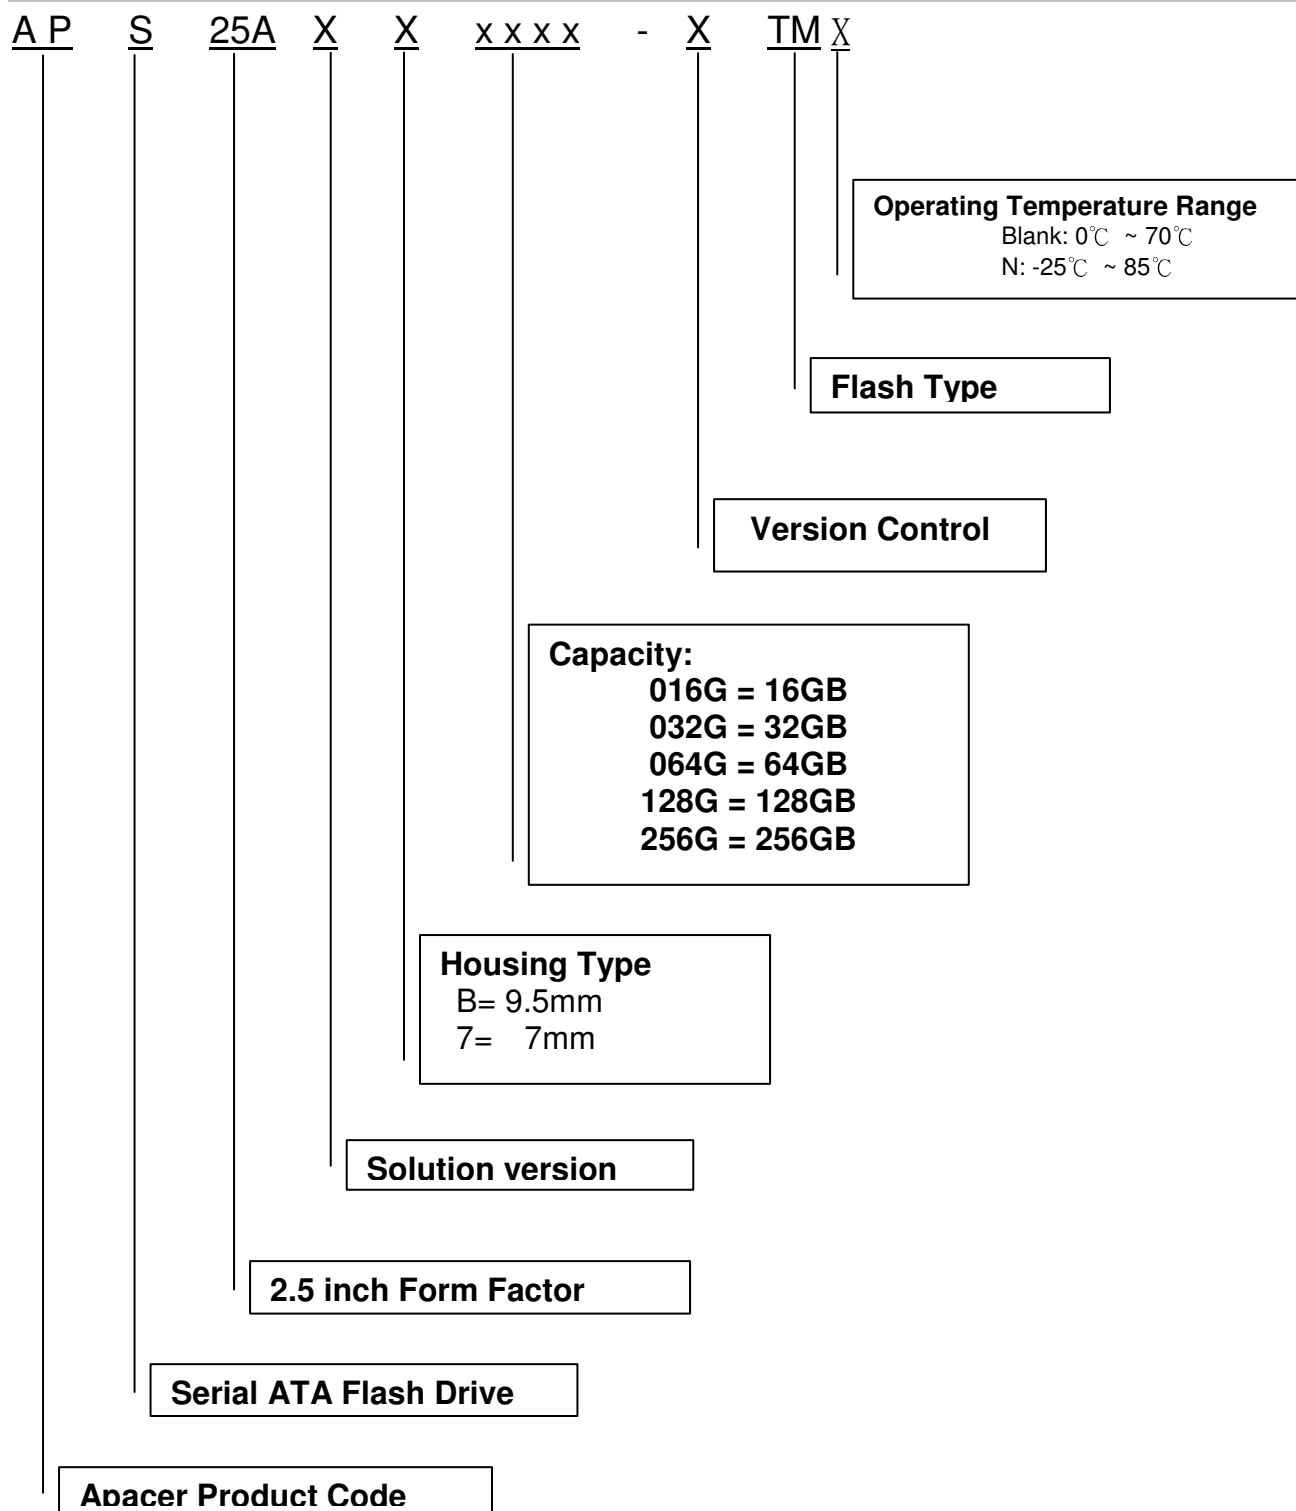 A P S 25A X X x x x x - X TM X
Operating Temperature Range
Blank: 0℃ ~ 70℃
N: -25℃ ~ 85℃
Flash Type
Version Control
Capacity:
016G = 16GB
032G = 32GB
064G = 64GB
128G = 128GB
256G = 256GB
Housing Type
B= 9.5mm
7= 7mm
Solution version
2.5 inch Form Factor
Serial ATA Flash Drive
Apacer Product Code